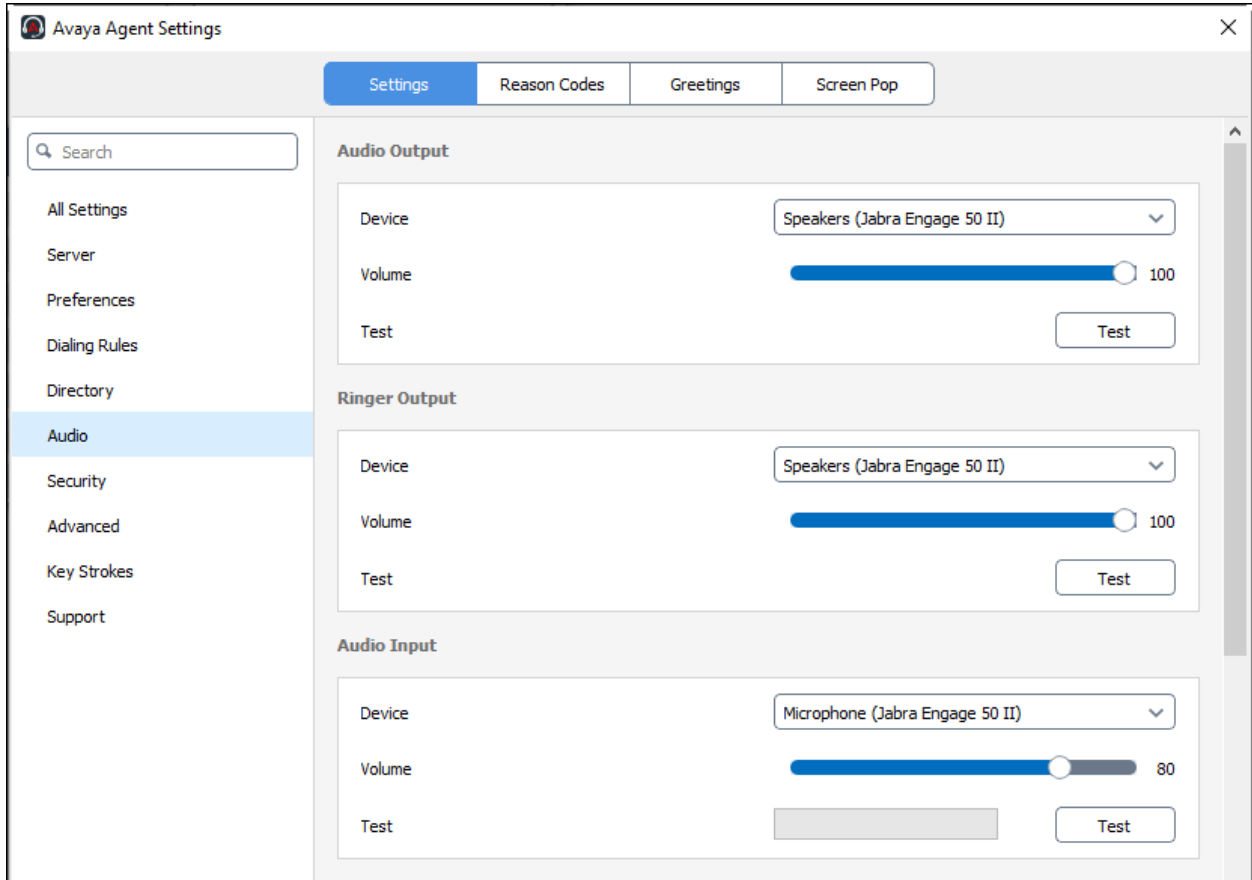 Avaya Agent Settings
Settings Reason Codes Greetings Screen Pop
Search
All Settings
Server
Preferences
Dialing Rules
Directory
Audio
Security
Advanced
Key Strokes
Support
Audio Output
Device Speakers (Jabra Engage 50 II)
Volume 100
Test Test
Ringer Output
Device Speakers (Jabra Engage 50 II)
Volume 100
Test Test
Audio Input
Device Microphone (Jabra Engage 50 II)
Volume 80
Test Test